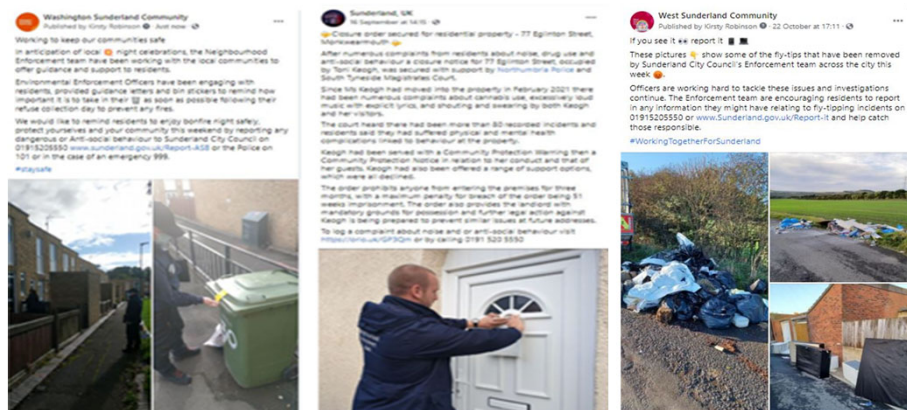 Washington Sunderland Community
Published by Kirsty Robinson · Just now ·
Working to keep our communities safe
In anticipation of local 💥 night celebrations, the Neighbourhood
Enforcement team have been working with the local communities to
offer guidance and support to residents.
Environmental Enforcement Officers have been engaging with
residents, provided guidance letters and bin stickers to remind how
important it is to take in their 🗑 as soon as possible following their
refuse collection day to prevent any fires.
We would like to remind residents to enjoy bonfire night safely,
protect yourselves and your community this weekend by reporting any
dangerous or Anti-social behaviour to Sunderland City Council on
01915205550 www.sunderland.gov.uk/Report-ASB or the Police on
101 or in the case of an emergency 999.
#staysafe
Sunderland, UK
16 September at 14:15 ·
Closure order secured for residential property - 77 Eglinton Street,
Monkwearmouth
After numerous complaints from residents about noise, drug use and
anti-social behaviour a closure notice for 77 Eglinton Street, occupied
by Toni Keogh, was secured with support by Northumbria Police and
South Tyneside Magistrates Court.
Since Ms Keogh had moved into the property in February 2021 there
had been numerous complaints about cannabis use, excessively loud
music with explicit lyrics, and shouting and swearing by both Keogh
and her visitors.
The court heard there had been more than 80 recorded incidents and
residents said they had suffered physical and mental health
complications linked to behaviour at the property.
Keogh had been served with a Community Protection Warning then a
Community Protection Notice in relation to her conduct and that of
her guests. Keogh had also been offered a range of support options,
which were all declined.
The order prohibits anyone from entering the premises for three
months, with a maximum penalty for breach of the order being 51
weeks imprisonment. The order also provides the landlord with
mandatory grounds for possession and further legal action against
Keogh is being prepared to prevent similar issues at future addresses.
To log a complaint about noise and or anti-social behaviour visit
or by calling 0191 520 5550
West Sunderland Community
Published by Kirsty Robinson · 22 October at 17:11 ·
If you see it 👀 report it 📱 💻
These pictures 👇 show some of the fly-tips that have been removed
by Sunderland City Council's Enforcement team across the city this
week 😡.
Officers are working hard to tackle these issues and investigations
continue. The Enforcement team are encouraging residents to report
in any information they might have relating to fly-tipping incidents on
01915205550 or www.Sunderland.gov.uk/Report-it and help catch
those responsible.
#WorkingTogetherForSunderland